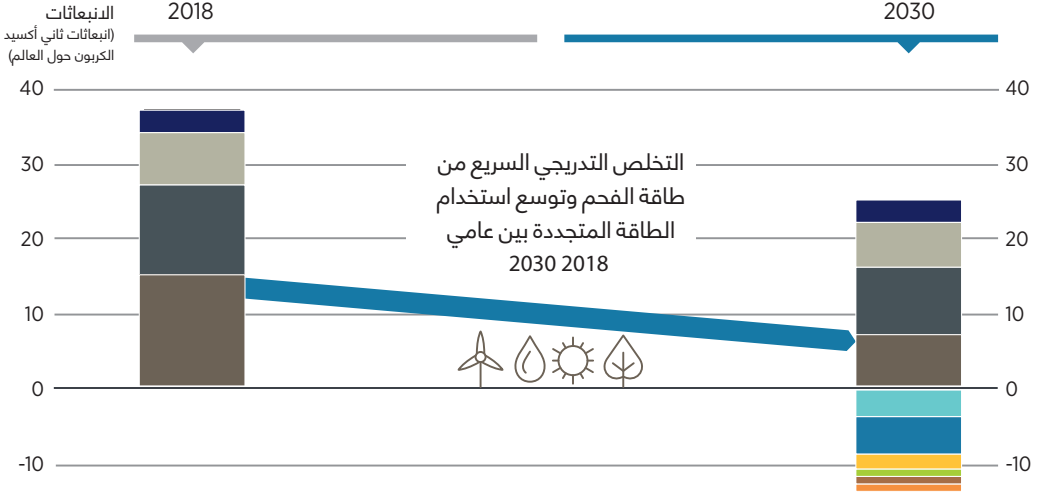 الانبعاثات
(انبعاثات ثاني أكسيد
الكربون حول العالم)
2018
2030
40
40
30
30
20
20
10
10
0
0
-10
-10
التخلص التدريجي السريع من
طاقة الفحم وتوسع استخدام
الطاقة المتجددة بين عامي
2018 2030